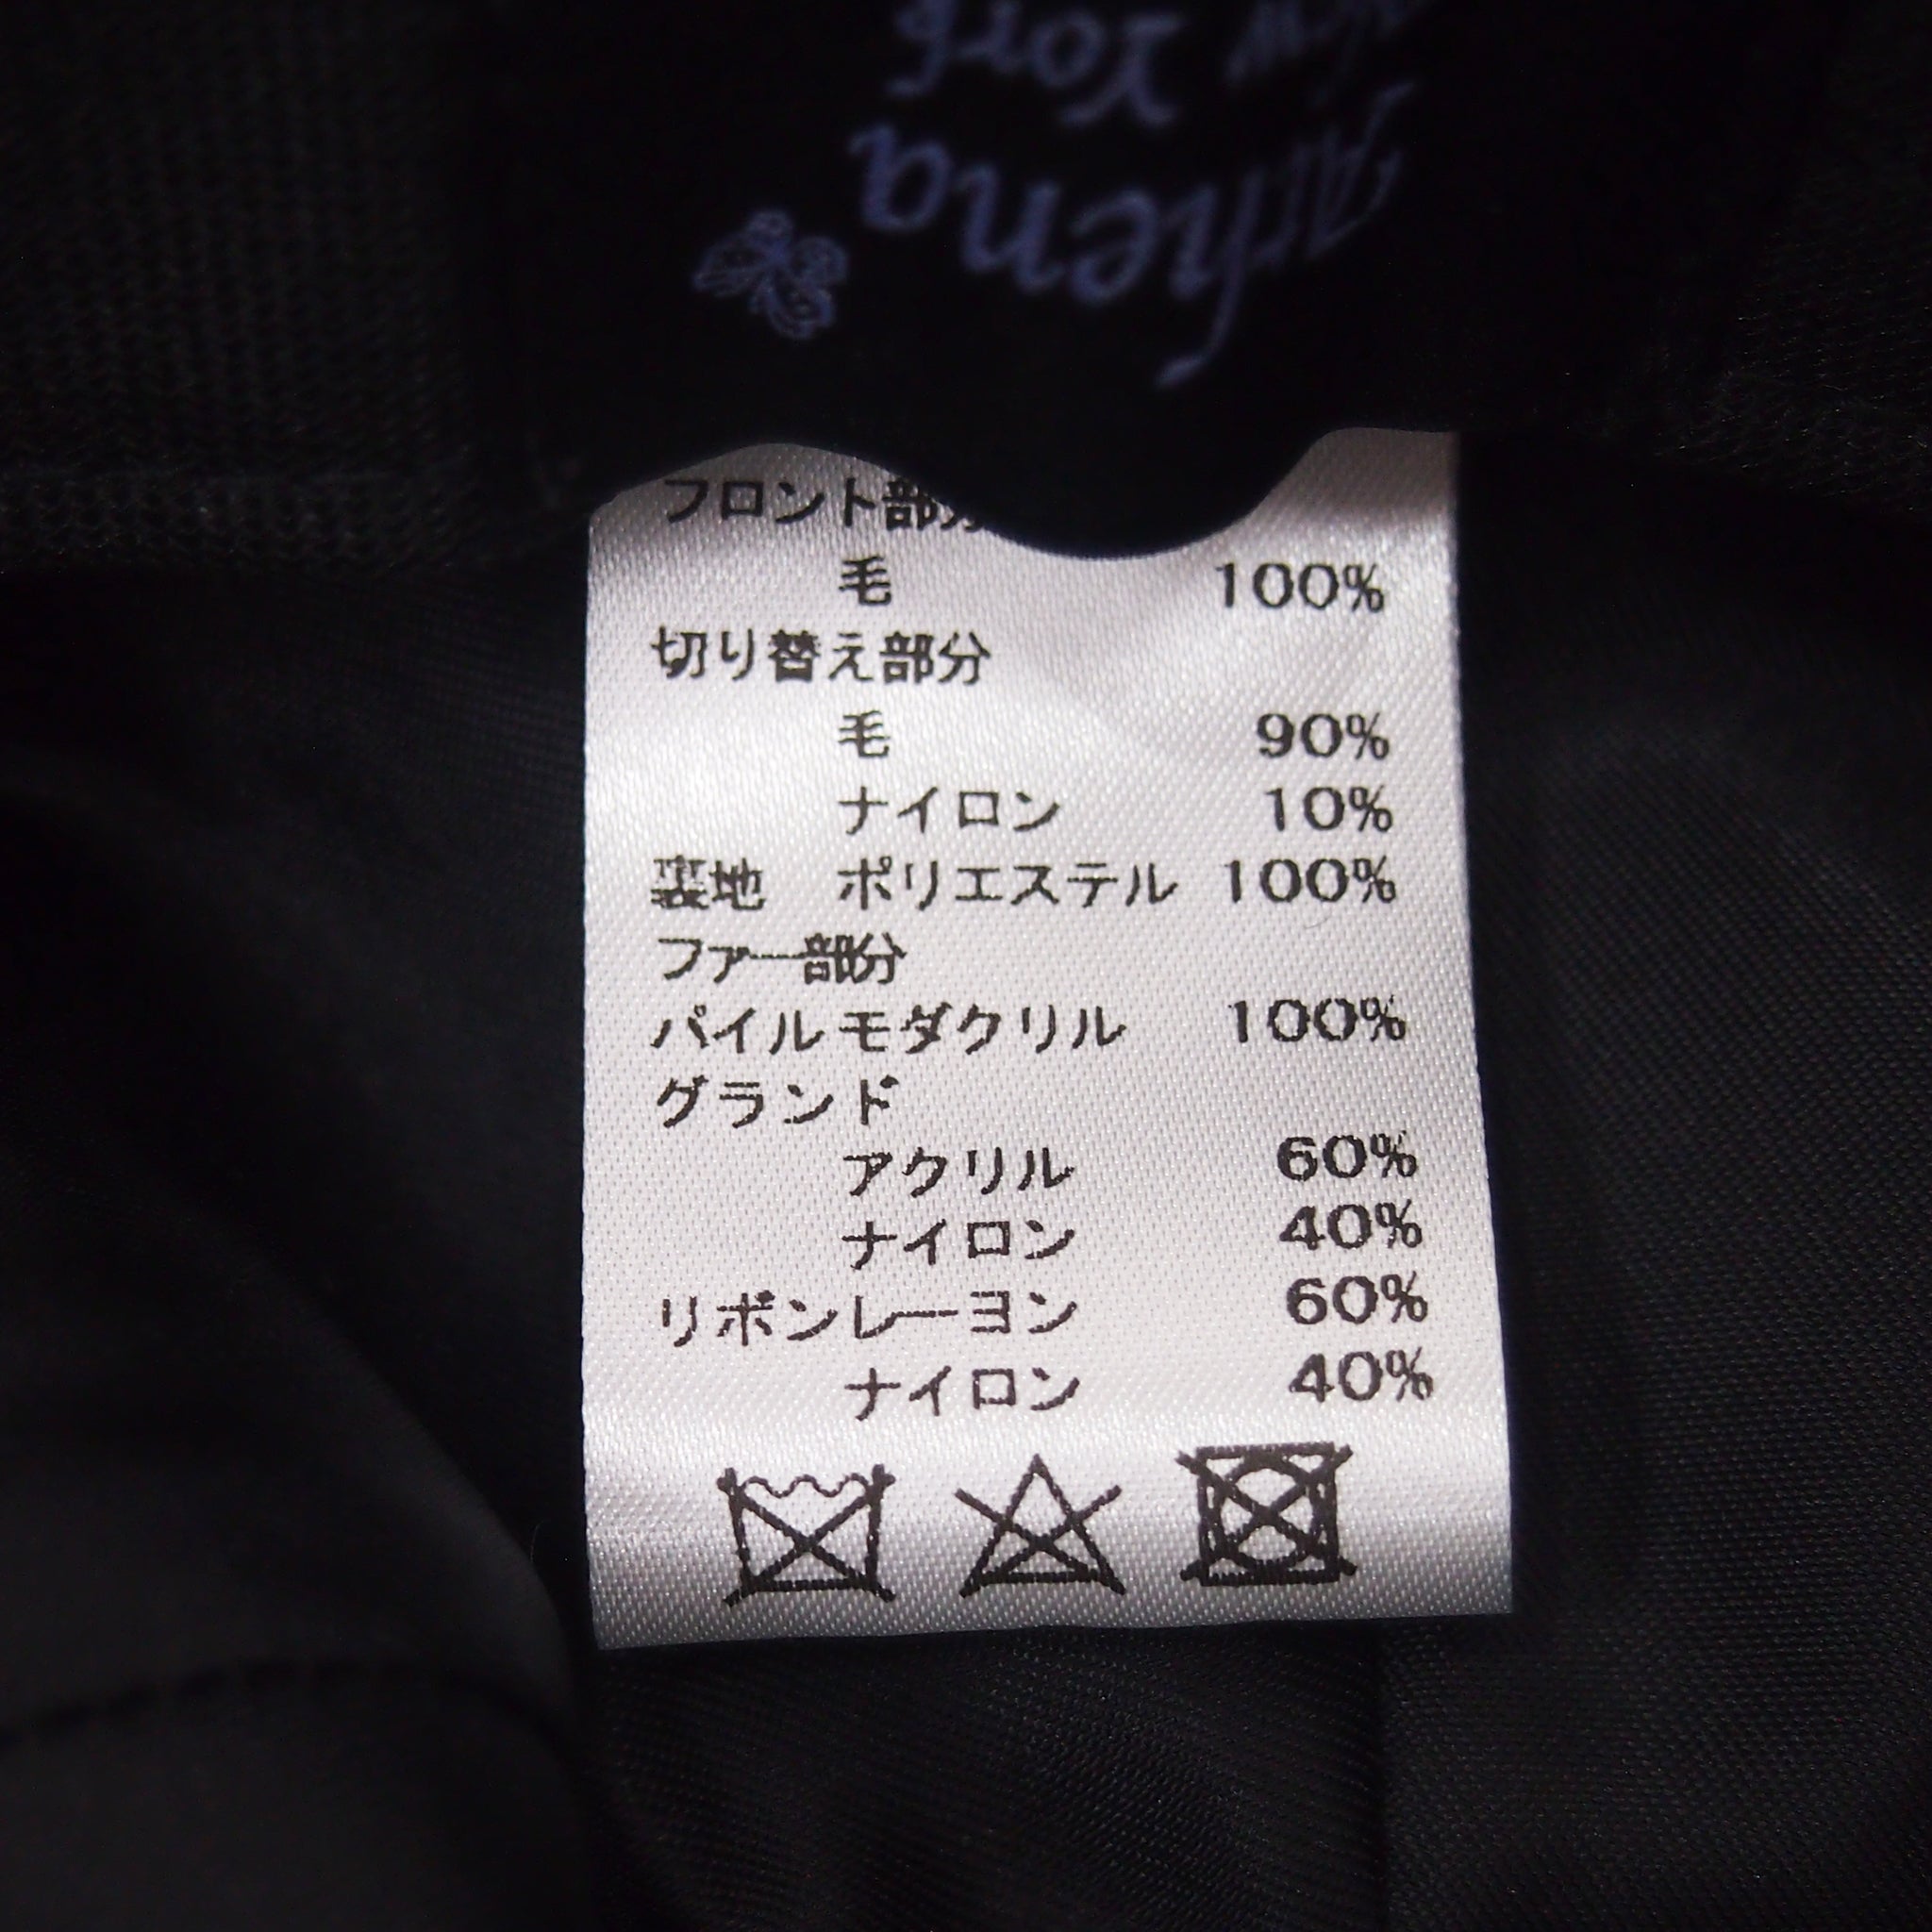 Athena
New York
フロント部分
毛 100%
切り替え部分
毛 90%
ナイロン 10%
裏地 ポリエステル 100%
ファー部分
パイル モダクリル 100%
グランド
アクリル 60%
ナイロン 40%
リボン レーヨン 60%
ナイロン 40%